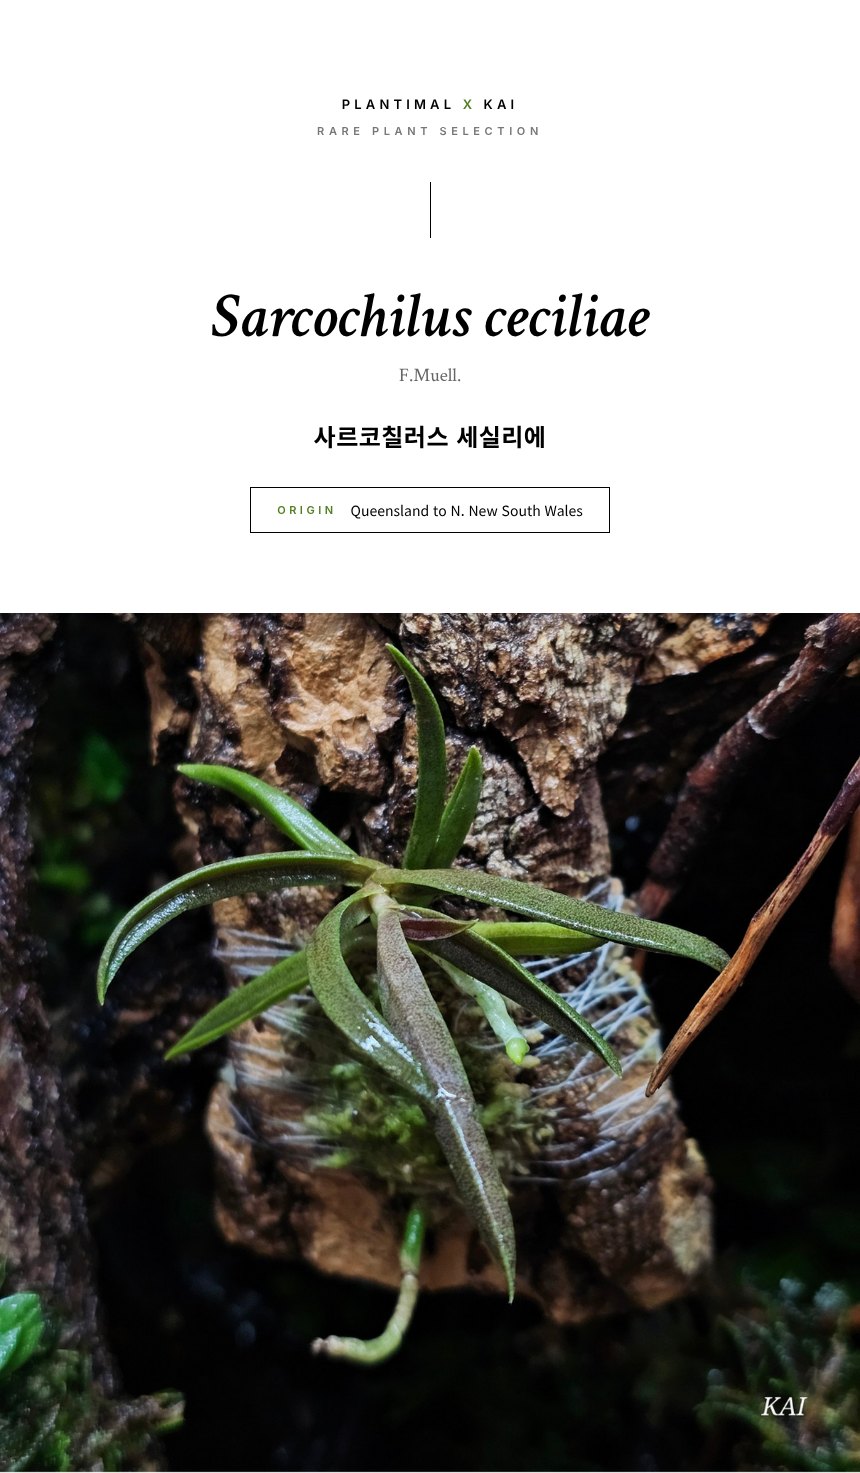 PLANTIMAL X KAI
RARE PLANT SELECTION
Sarcochilus ceciliae
F.Muell.
사르코칠러스 세실리에
ORIGIN Queensland to N. New South Wales
KAI